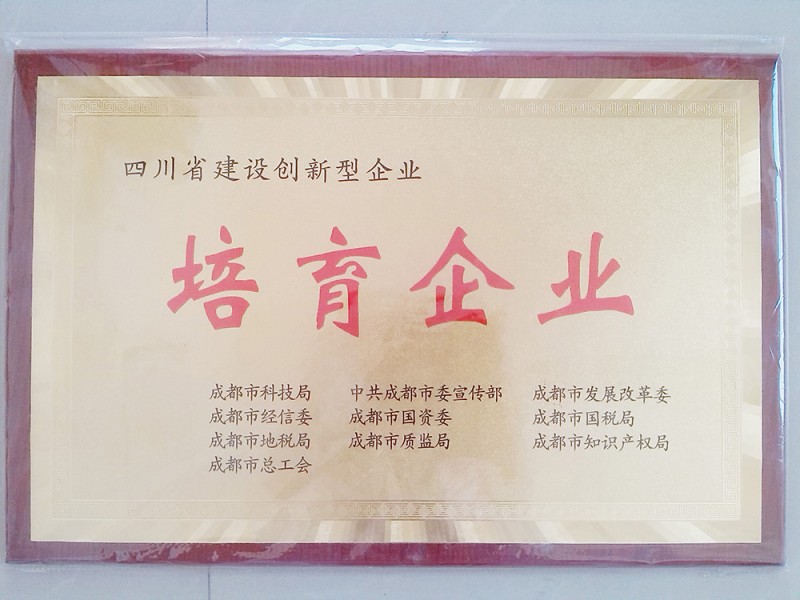 四川省建设创新型企业
培育企业
成都市科技局 中共成都市委宣传部 成都市发展改革委
成都市经信委 成都市国资委 成都市国税局
成都市地税局 成都市质监局 成都市知识产权局
成都市总工会